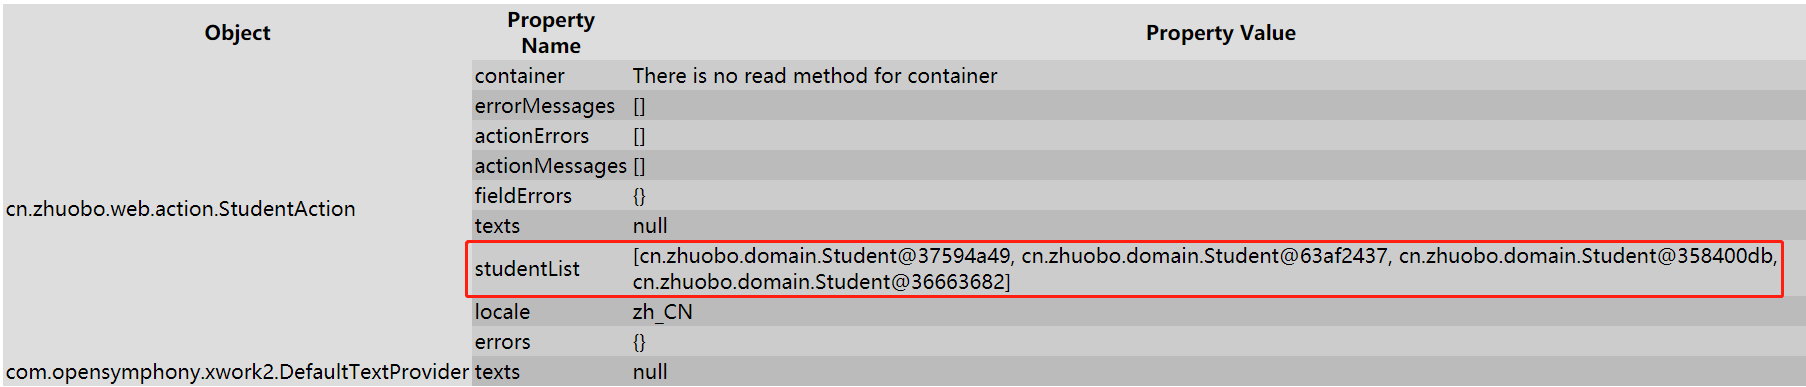 Object Property Name Property Value
container There is no read method for container
errorMessages []
actionErrors []
actionMessages []
fieldErrors {}
cn.zhuobo.web.action.StudentAction
texts null
studentList [cn.zhuobo.domain.Student@37594a49, cn.zhuobo.domain.Student@63af2437, cn.zhuobo.domain.Student@358400db,
cn.zhuobo.domain.Student@36663682]
locale zh_CN
errors {}
com.opensymphony.xwork2.DefaultTextProvider texts null